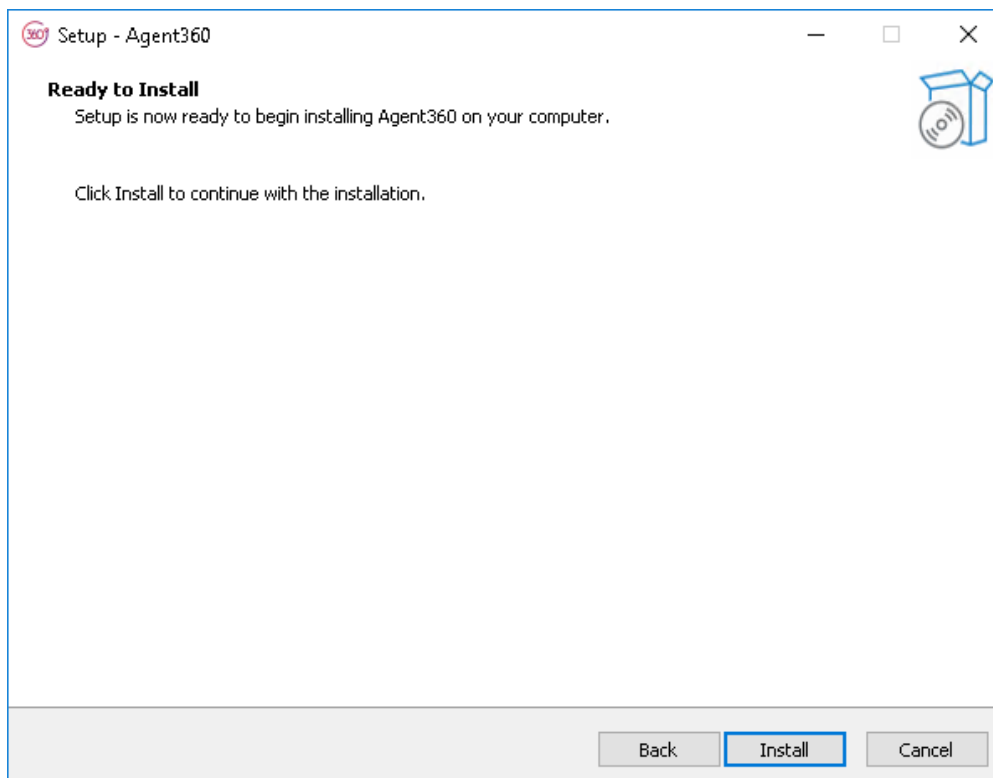 360°
Setup - Agent360
Ready to Install
Setup is now ready to begin installing Agent360 on your computer.
Click Install to continue with the installation.
Back
Install
Cancel